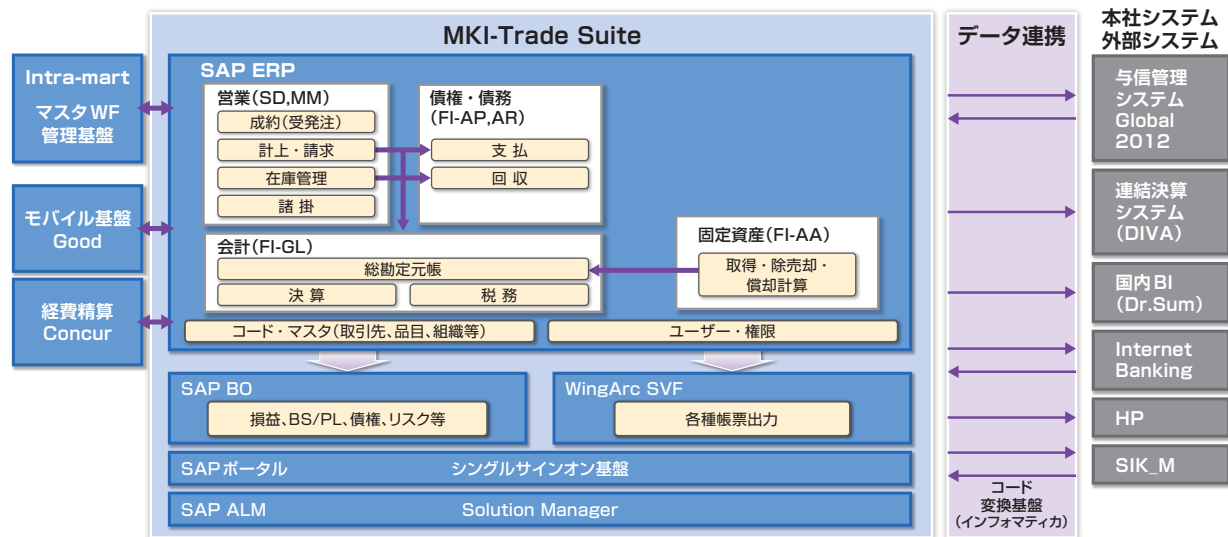 MKI-Trade Suite
データ連携
本社システム
外部システム
Intra-mart
マスタWF
管理基盤
モバイル基盤
Good
経費精算
Concur
SAP ERP
営業(SD,MM)
成約(受発注)
計上・請求
在庫管理
諸 掛
債権・債務
(FI-AP,AR)
支 払
回 収
会計(FI-GL)
総勘定元帳
決 算
税 務
固定資産(FI-AA)
取得・除売却・
償却計算
コード・マスタ(取引先、品目、組織等)
ユーザー・権限
SAP BO
損益、BS/PL、債権、リスク等
WingArc SVF
各種帳票出力
SAPポータル
シングルサインオン基盤
SAP ALM
Solution Manager
コード
変換基盤
(インフォマティカ)
与信管理
システム
Global
2012
連結決算
システム
(DIVA)
国内BI
(Dr.Sum)
Internet
Banking
HP
SIK_M